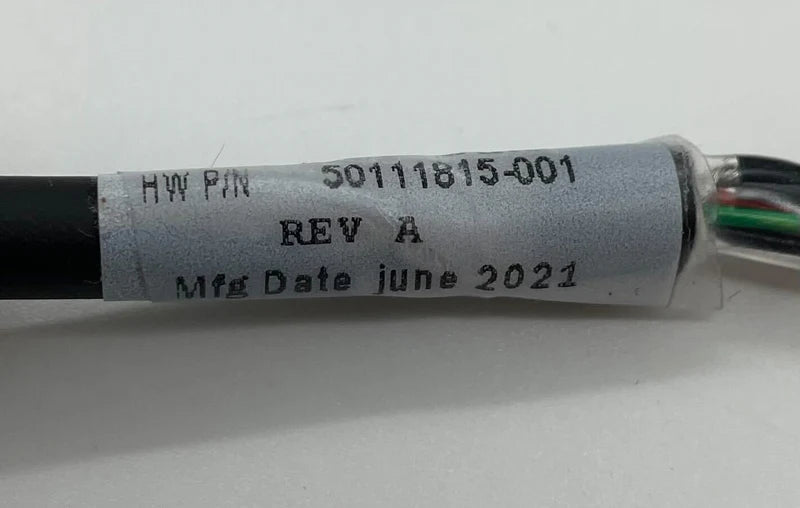 HW P/N 50111815-001
REV A
Mfg Date june 2021